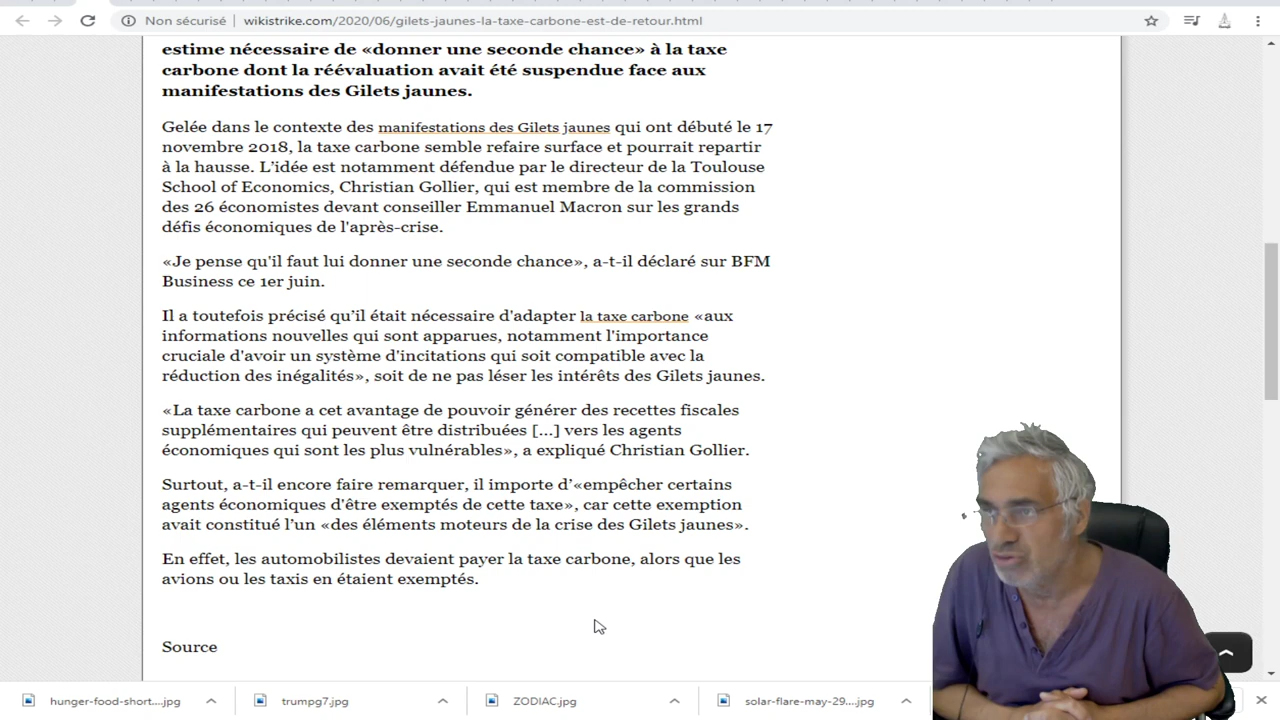 Non sécurisé
wikistrike.com/2020/06/gilets-jaunes-la-taxe-carbone-est-de-retour.html
estime nécessaire de «donner une seconde chance» à la taxe
carbone dont la réévaluation avait été suspendue face aux
manifestations des Gilets jaunes.
Gelée dans le contexte des manifestations des Gilets jaunes qui ont débuté le 17
novembre 2018, la taxe carbone semble refaire surface et pourrait repartir
à la hausse. L'idée est notamment défendue par le directeur de la Toulouse
School of Economics, Christian Gollier, qui est membre de la commission
des 26 économistes devant conseiller Emmanuel Macron sur les grands
défis économiques de l'après-crise.
«Je pense qu'il faut lui donner une seconde chance», a-t-il déclaré sur BFM
Business ce 1er juin.
Il a toutefois précisé qu'il était nécessaire d'adapter la taxe carbone «aux
informations nouvelles qui sont apparues, notamment l'importance
cruciale d'avoir un système d'incitations qui soit compatible avec la
réduction des inégalités», soit de ne pas léser les intérêts des Gilets jaunes.
«La taxe carbone a cet avantage de pouvoir générer des recettes fiscales
supplémentaires qui peuvent être distribuées [...] vers les agents
économiques qui sont les plus vulnérables», a expliqué Christian Gollier.
Surtout, a-t-il encore faire remarquer, il importe d'«empêcher certains
agents économiques d'être exemptés de cette taxe», car cette exemption
avait constitué l'un «des éléments moteurs de la crise des Gilets jaunes».
En effet, les automobilistes devaient payer la taxe carbone, alors que les
avions ou les taxis en étaient exemptés.
Source
hunger-food-short....jpg
trumpg7.jpg
ZODIAC.jpg
solar-flare-may-29....jpg